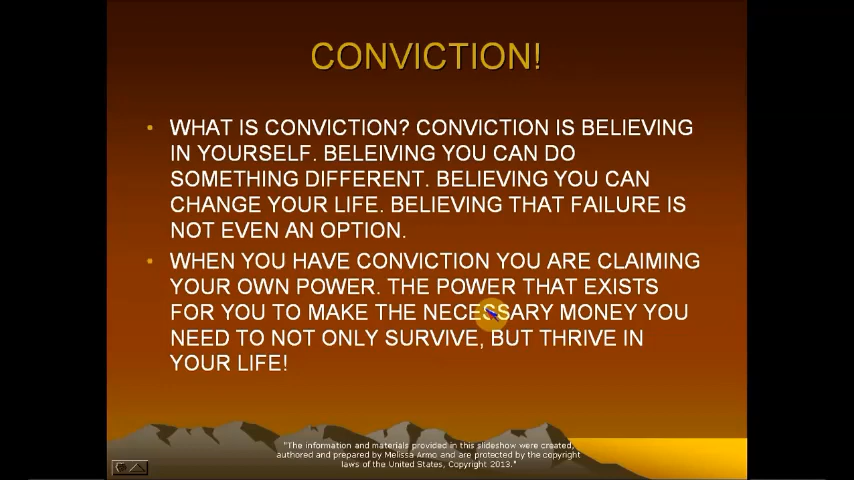 CONVICTION!
• WHAT IS CONVICTION? CONVICTION IS BELIEVING
IN YOURSELF. BELEIVING YOU CAN DO
SOMETHING DIFFERENT. BELIEVING YOU CAN
CHANGE YOUR LIFE. BELIEVING THAT FAILURE IS
NOT EVEN AN OPTION.
• WHEN YOU HAVE CONVICTION YOU ARE CLAIMING
YOUR OWN POWER. THE POWER THAT EXISTS
FOR YOU TO MAKE THE NECESSARY MONEY YOU
NEED TO NOT ONLY SURVIVE, BUT THRIVE IN
YOUR LIFE!
"The information and materials provided in this slideshow were created,
authored and prepared by Melissa Armo and are protected by the copyright
laws of the United States, Copyright 2013."